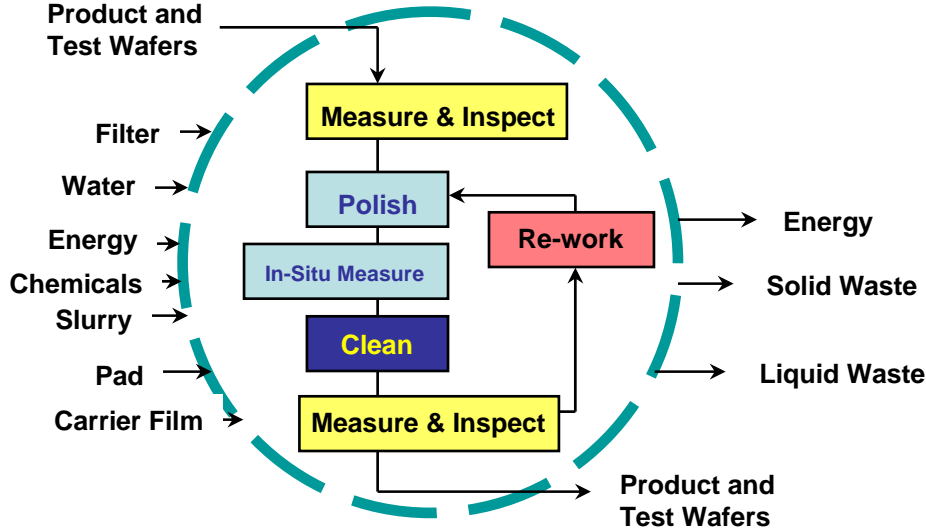 Product and
Test Wafers
Measure & Inspect
Filter
Water
Polish
Re-work
Energy
Energy
In-Situ Measure
Chemicals
Solid Waste
Slurry
Clean
Pad
Liquid Waste
Carrier Film
Measure & Inspect
Product and
Test Wafers